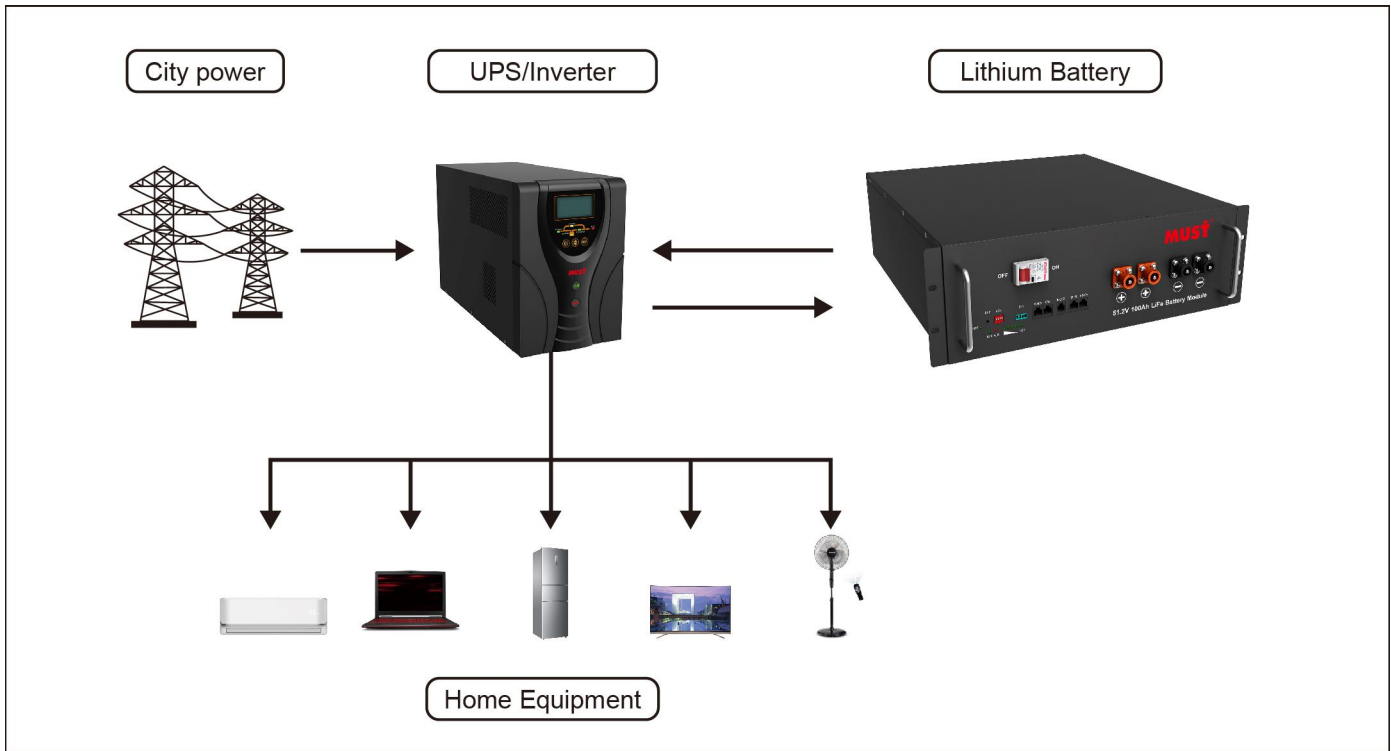 City power
UPS/Inverter
Lithium Battery
MUST
MUST
OFF
ON
51.2V 100Ah LiFe Battery Module
Home Equipment